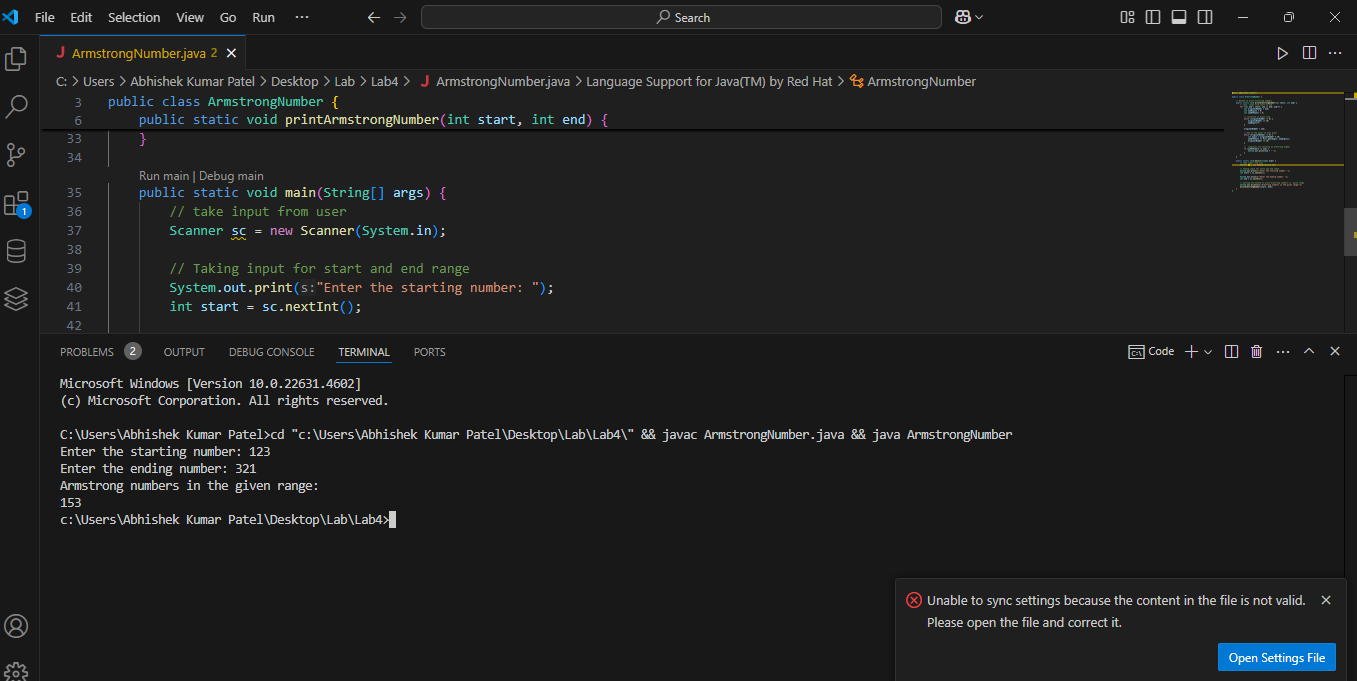 File Edit Selection View Go Run ··· Search
ArmstrongNumber.java 2
C: > Users > Abhishek Kumar Patel > Desktop > Lab > Lab4 > ArmstrongNumber.java > Language Support for Java(TM) by Red Hat > ArmstrongNumber
3 public class ArmstrongNumber {
6 public static void printArmstrongNumber(int start, int end) {
33 }
34
Run main | Debug main
35 public static void main(String[] args) {
36 // take input from user
37 Scanner sc = new Scanner(System.in);
38
39 // Taking input for start and end range
40 System.out.print(s:"Enter the starting number: ");
41 int start = sc.nextInt();
42
1
PROBLEMS 2 OUTPUT DEBUG CONSOLE TERMINAL PORTS Code
Microsoft Windows [Version 10.0.22631.4602]
(c) Microsoft Corporation. All rights reserved.
C:\Users\Abhishek Kumar Patel>cd "c:\Users\Abhishek Kumar Patel\Desktop\Lab\Lab4\" && javac ArmstrongNumber.java && java ArmstrongNumber
Enter the starting number: 123
Enter the ending number: 321
Armstrong numbers in the given range:
153
c:\Users\Abhishek Kumar Patel\Desktop\Lab\Lab4>
Unable to sync settings because the content in the file is not valid.
Please open the file and correct it.
Open Settings File